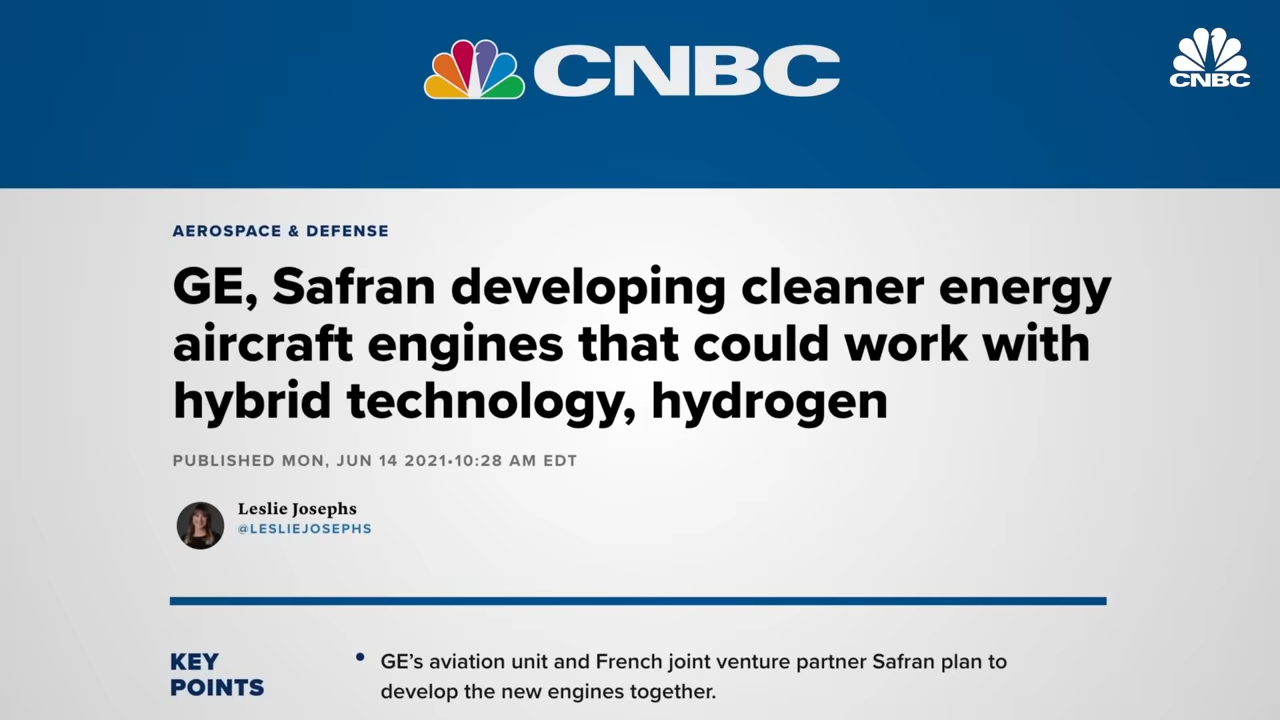 CNBC
CNBC
AEROSPACE & DEFENSE
GE, Safran developing cleaner energy
aircraft engines that could work with
hybrid technology, hydrogen
PUBLISHED MON, JUN 14 2021•10:28 AM EDT
Leslie Josephs
@LESLIEJOSEPHS
KEY
POINTS
• GE’s aviation unit and French joint venture partner Safran plan to
develop the new engines together.